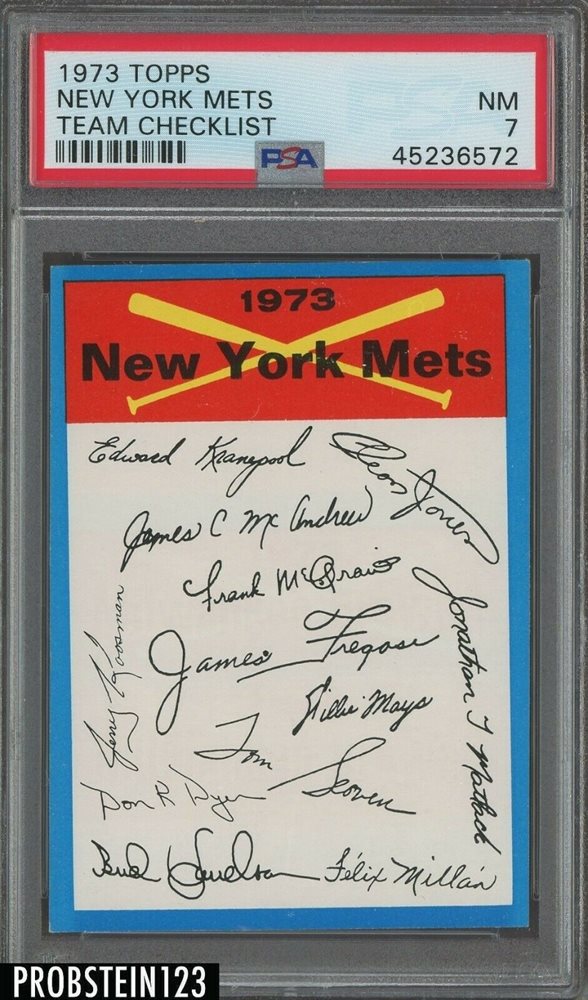 1973 TOPPS
NEW YORK METS NM
TEAM CHECKLIST 7
PSA 45236572
1973
New York Mets
Edward Kranepool
Cleon Jones
James C McAndrew
Frank McGraw
Jerry Koosman
James Fregosi
Jonathan T Matlack
Willie Mays
Tom Seaver
Don R Dyer
Bud Harrelson
Félix Millán
PROBSTEIN123